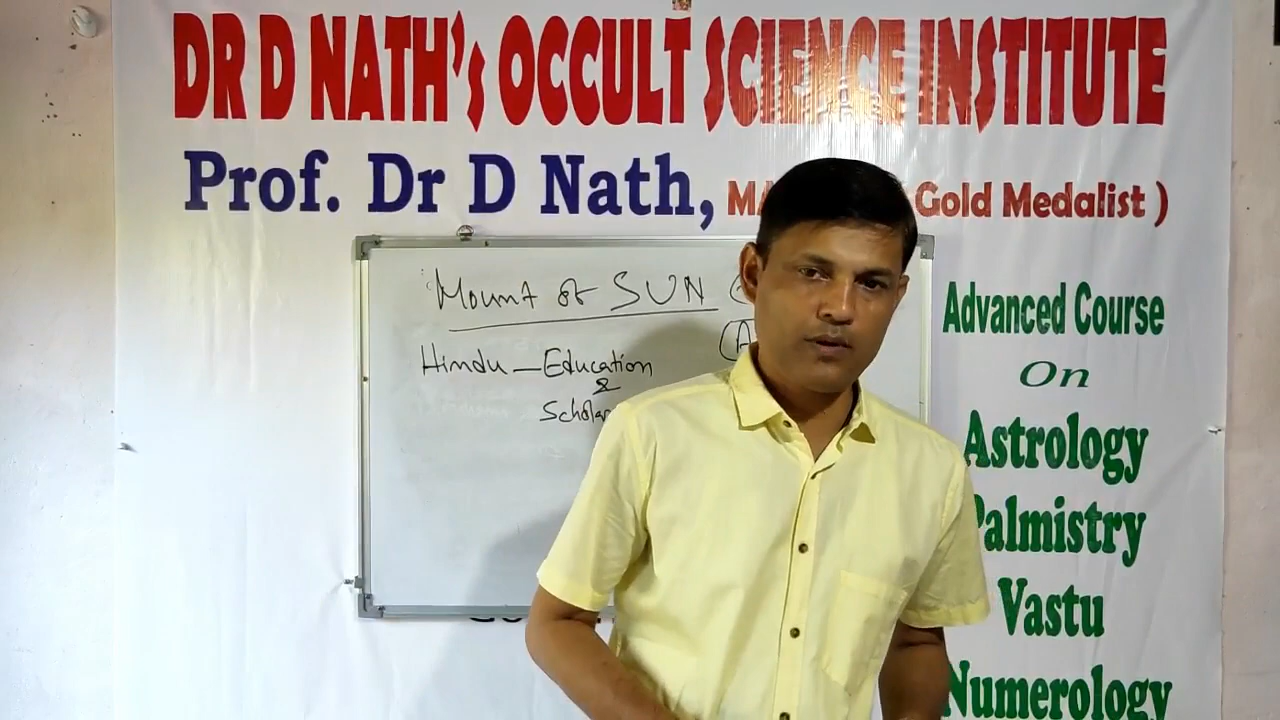 DR D NATH's OCCULT SCIENCE INSTITUTE
Prof. Dr D Nath, Gold Medalist )
Mount of SUN
Hindu — Education
&
Advanced Course
On
Astrology
Palmistry
Vastu
Numerology